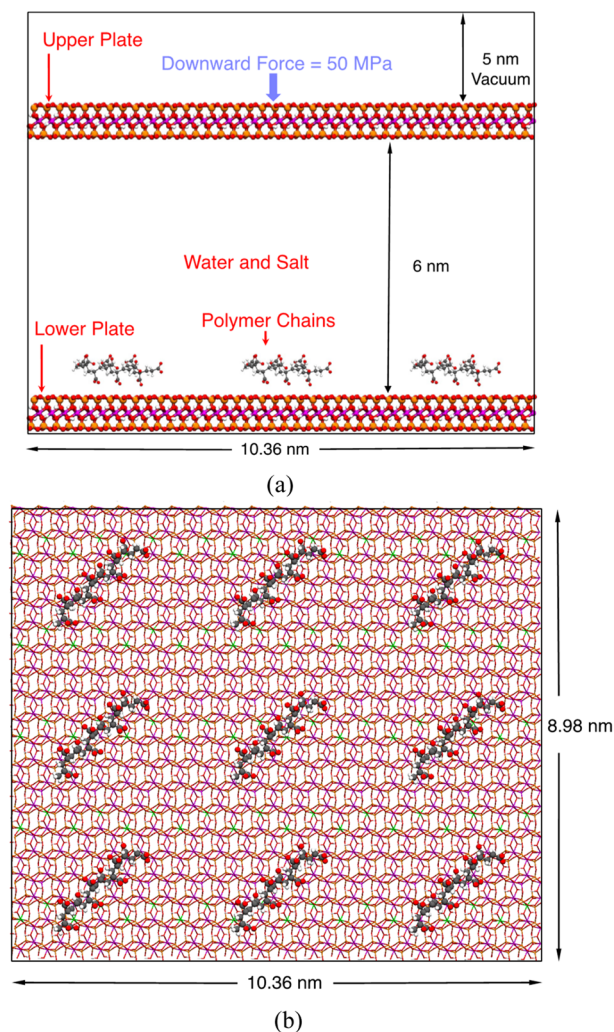 Upper Plate
Downward Force = 50 MPa
5 nm
Vacuum
Water and Salt
6 nm
Lower Plate
Polymer Chains
10.36 nm
(a)
8.98 nm
10.36 nm
(b)